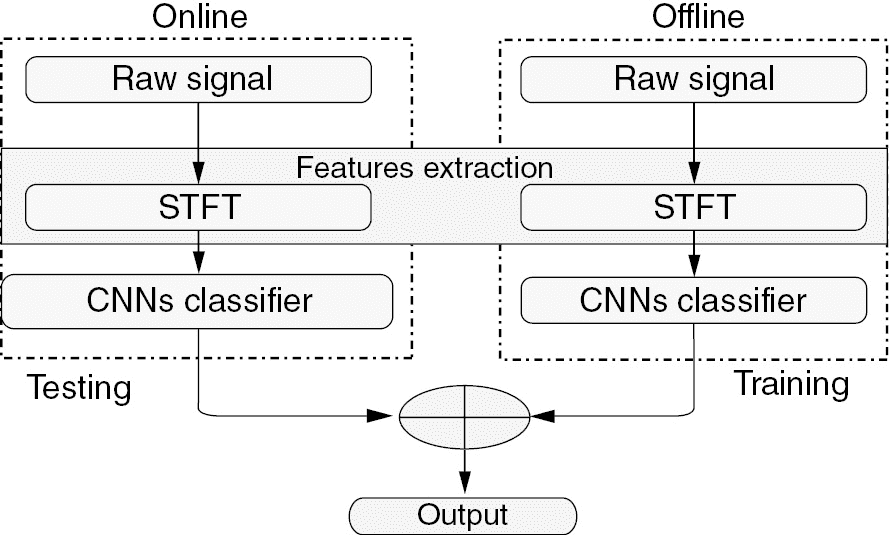 Online
Offline
Raw signal
Raw signal
Features extraction
STFT
STFT
CNNs classifier
CNNs classifier
Testing
Training
Output